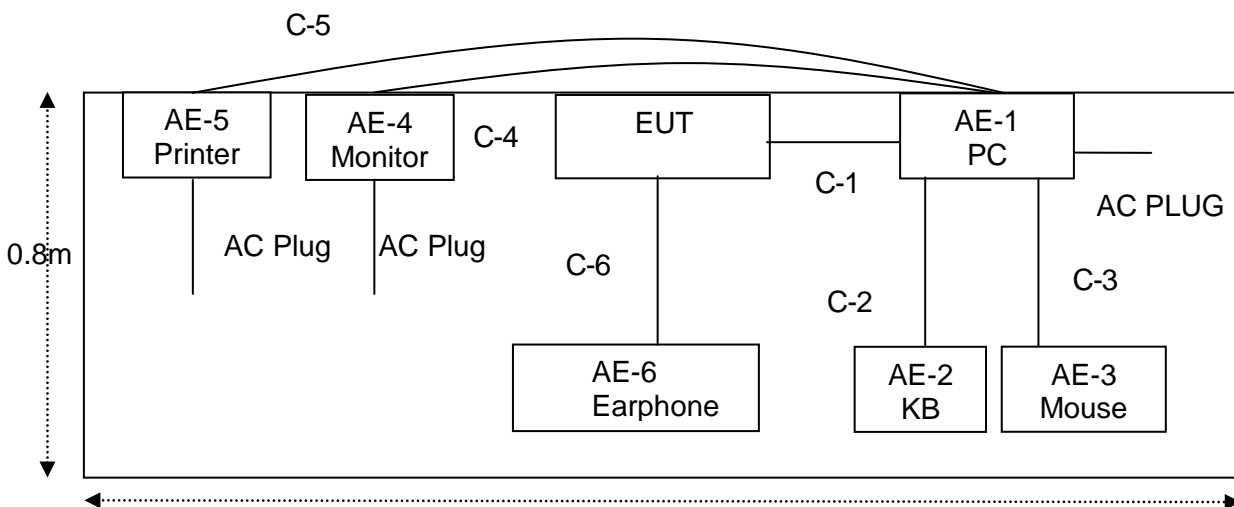 C-5
AE-5
Printer
AE-4
Monitor
C-4
EUT
C-1
AE-1
PC
AC PLUG
0.8m
AC Plug
AC Plug
C-6
C-2
C-3
AE-6
Earphone
AE-2
KB
AE-3
Mouse